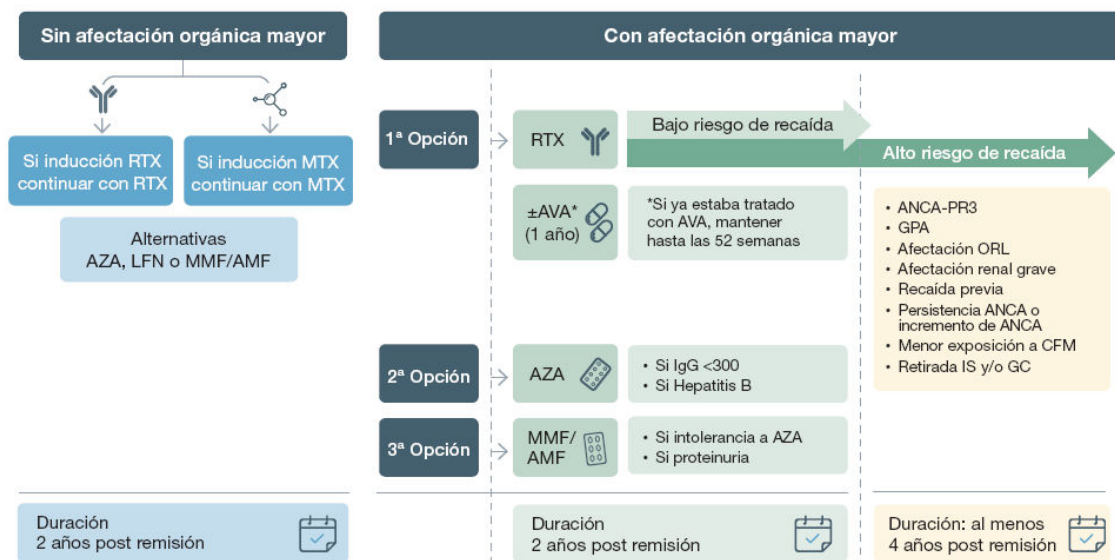 Sin afectación orgánica mayor
Si inducción RTX
continuar con RTX
Si inducción MTX
continuar con MTX
Alternativas
AZA, LFN o MMF/AMF
Duración
2 años post remisión
Con afectación orgánica mayor
1ª Opción
RTX
Bajo riesgo de recaída
Alto riesgo de recaída
±AVA*
(1 año)
*Si ya estaba tratado
con AVA, mantener
hasta las 52 semanas
2ª Opción
AZA
• Si IgG <300
• Si Hepatitis B
3ª Opción
MMF/
AMF
• Si intolerancia a AZA
• Si proteinuria
Duración
2 años post remisión
• ANCA-PR3
• GPA
• Afectación ORL
• Afectación renal grave
• Recaída previa
• Persistencia ANCA o
incremento de ANCA
• Menor exposición a CFM
• Retirada IS y/o GC
Duración: al menos
4 años post remisión